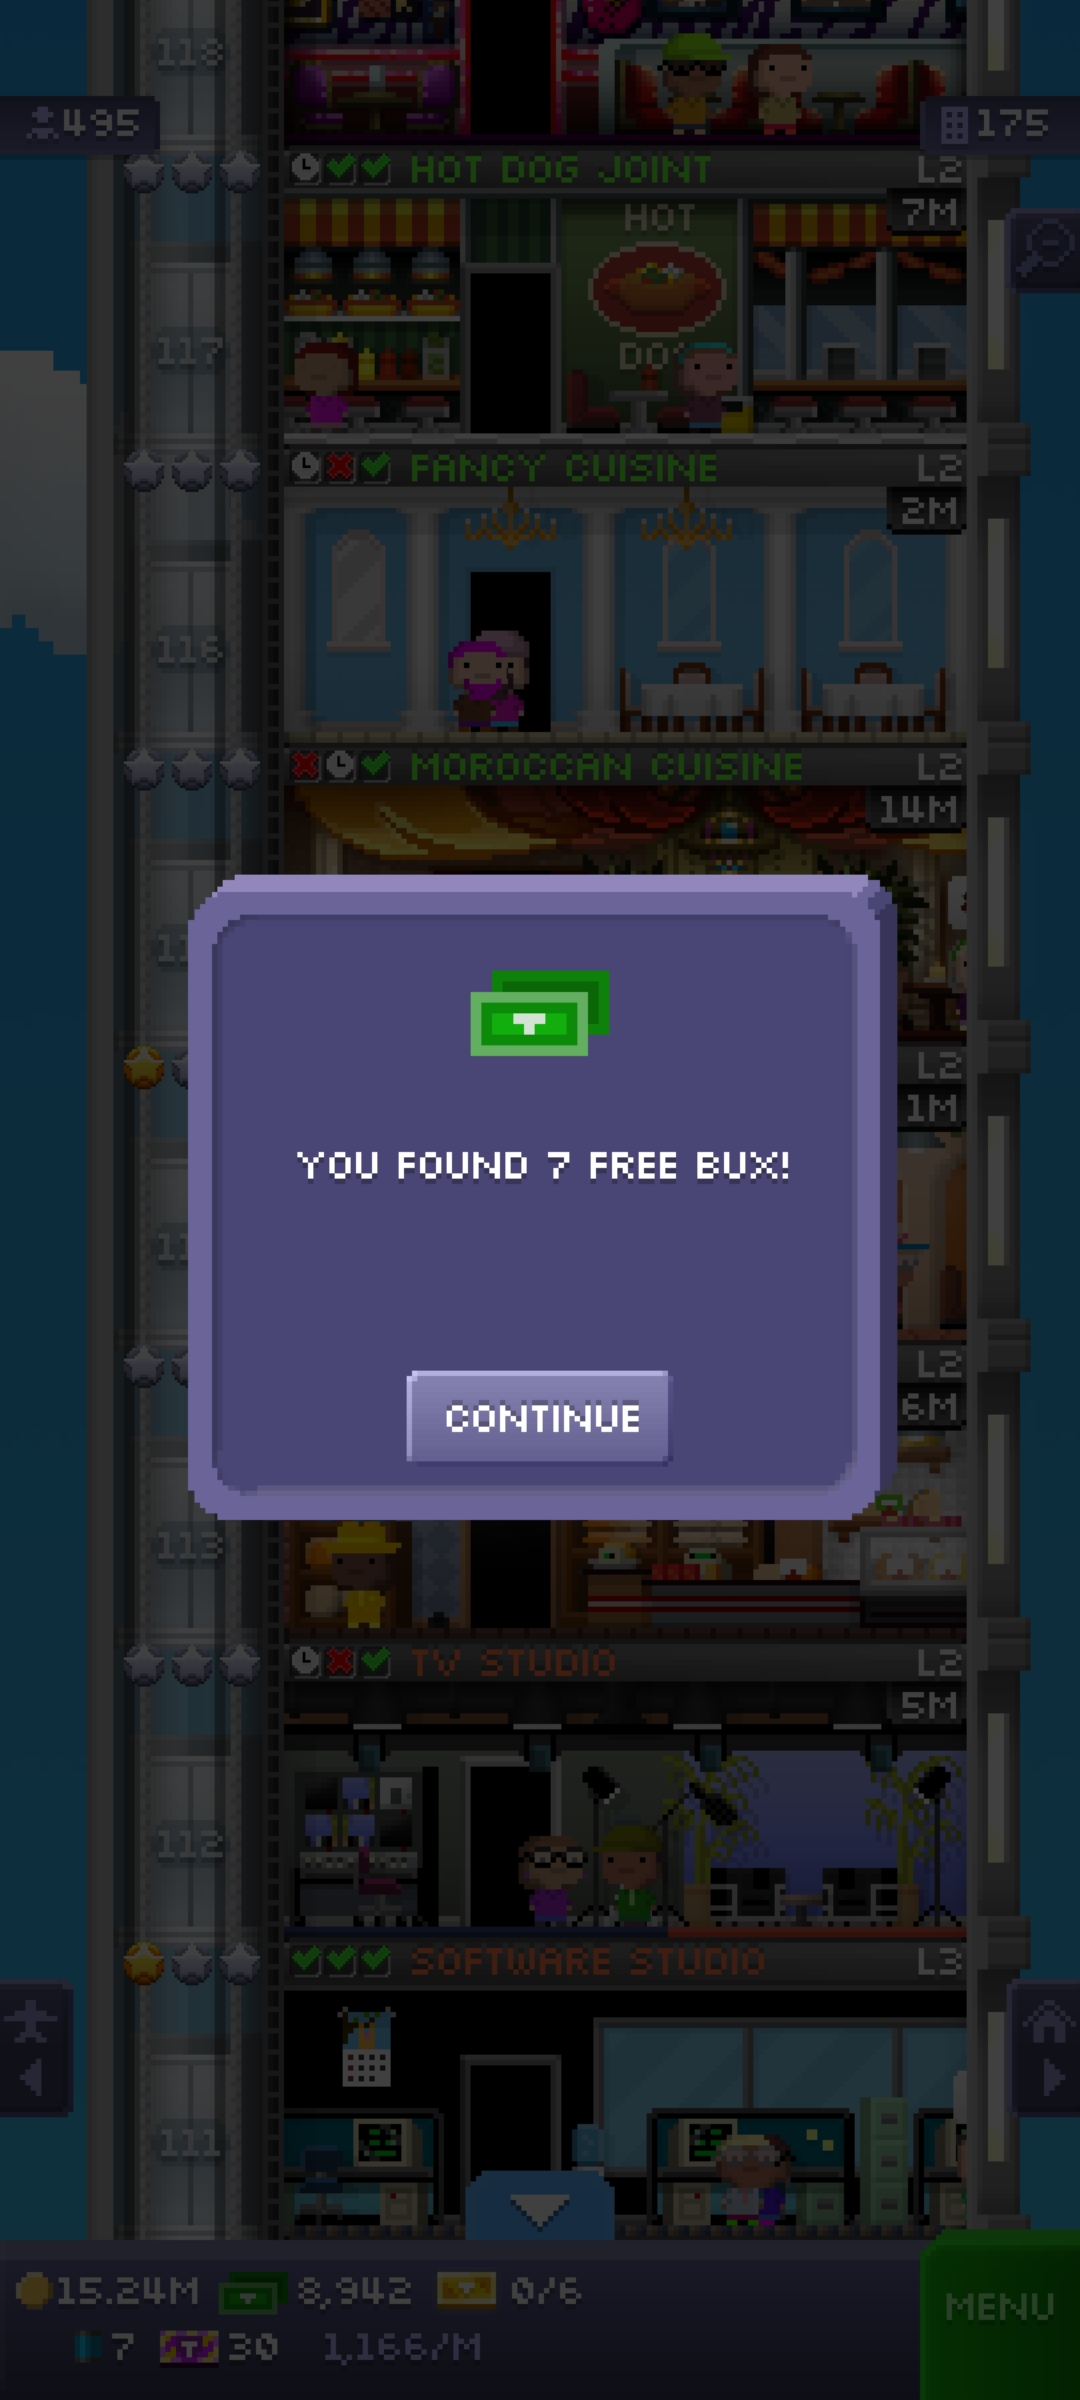 118
495
175
HOT DOG JOINT L2
7M
HOT
117
FANCY CUISINE L2
2M
116
MOROCCAN CUISINE L2
14M
L2
1M
YOU FOUND 7 FREE BUX!
L2
6M
CONTINUE
113
TV STUDIO L2
5M
112
SOFTWARE STUDIO L3
111
15.24M 8,942 0/6
MENU
7 30 1,166/M